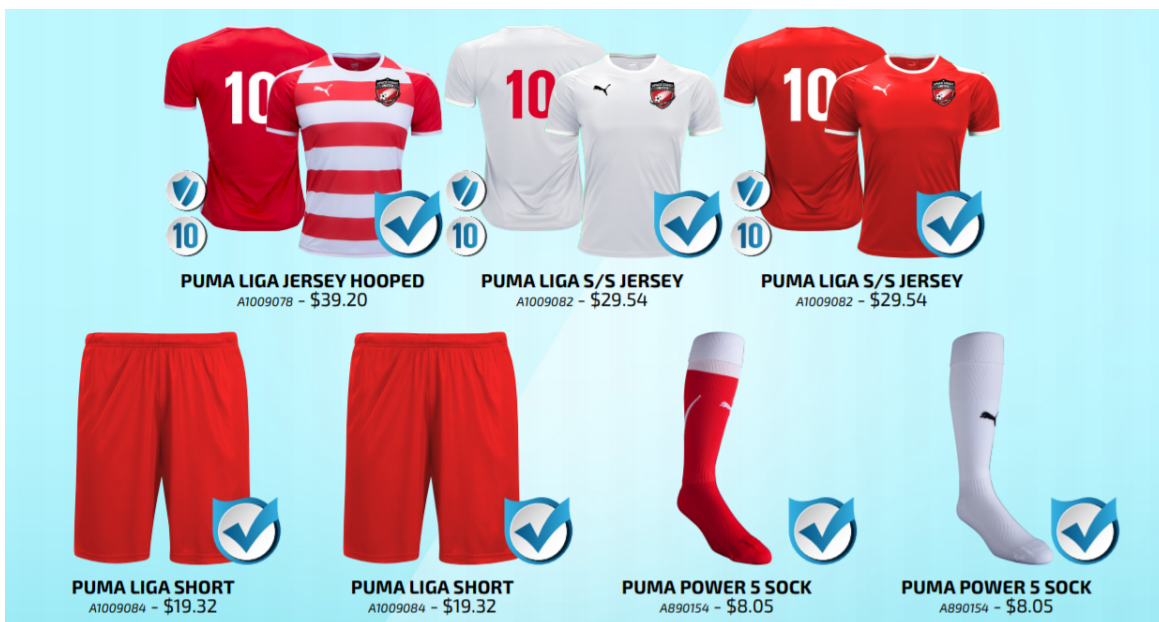 10
10
10
10
10
10
PUMA LIGA JERSEY HOOPED
A1009078 – $39.20
PUMA LIGA S/S JERSEY
A1009082 – $29.54
PUMA LIGA S/S JERSEY
A1009082 – $29.54
PUMA LIGA SHORT
A1009084 – $19.32
PUMA LIGA SHORT
A1009084 – $19.32
PUMA POWER 5 SOCK
A890154 – $8.05
PUMA POWER 5 SOCK
A890154 – $8.05